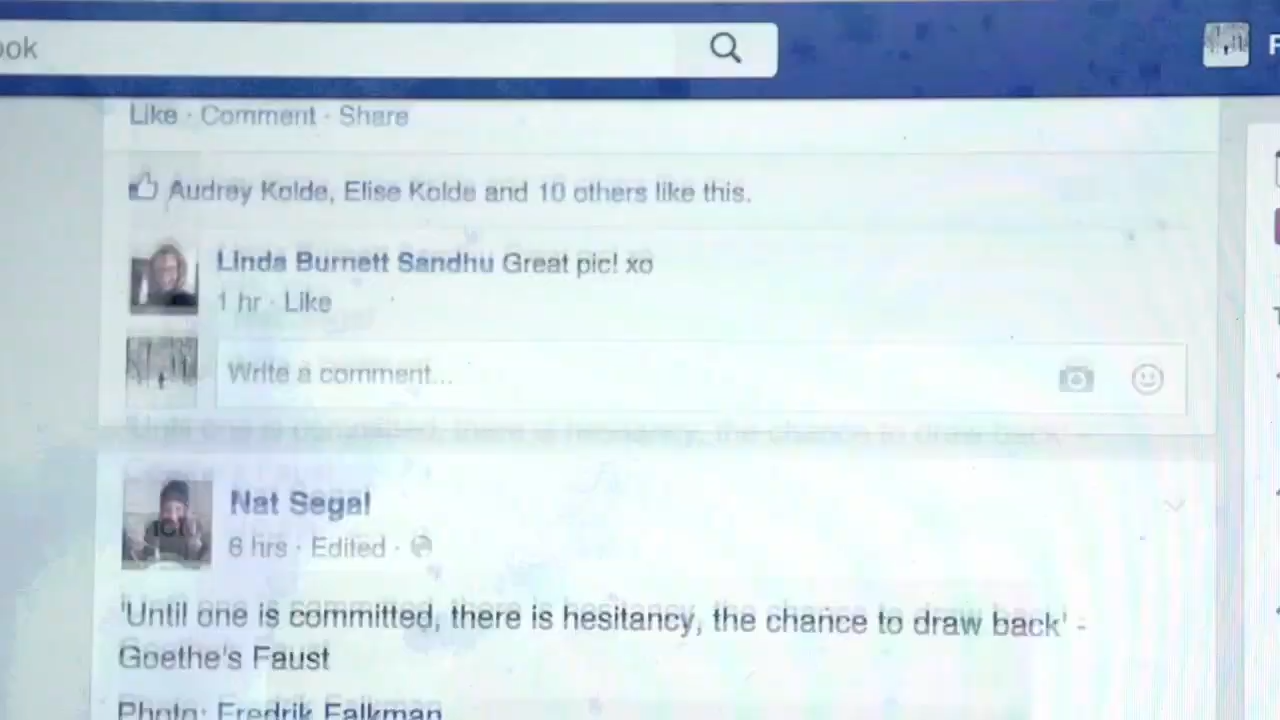 ook
Like · Comment · Share
Audrey Kolde, Elise Kolde and 10 others like this.
Linda Burnett Sandhu Great pic! xo
1 hr · Like
Write a comment...
Nat Segal
6 hrs · Edited ·
'Until one is committed, there is hesitancy, the chance to draw back' -
Goethe's Faust
Photo: Fredrik Falkman